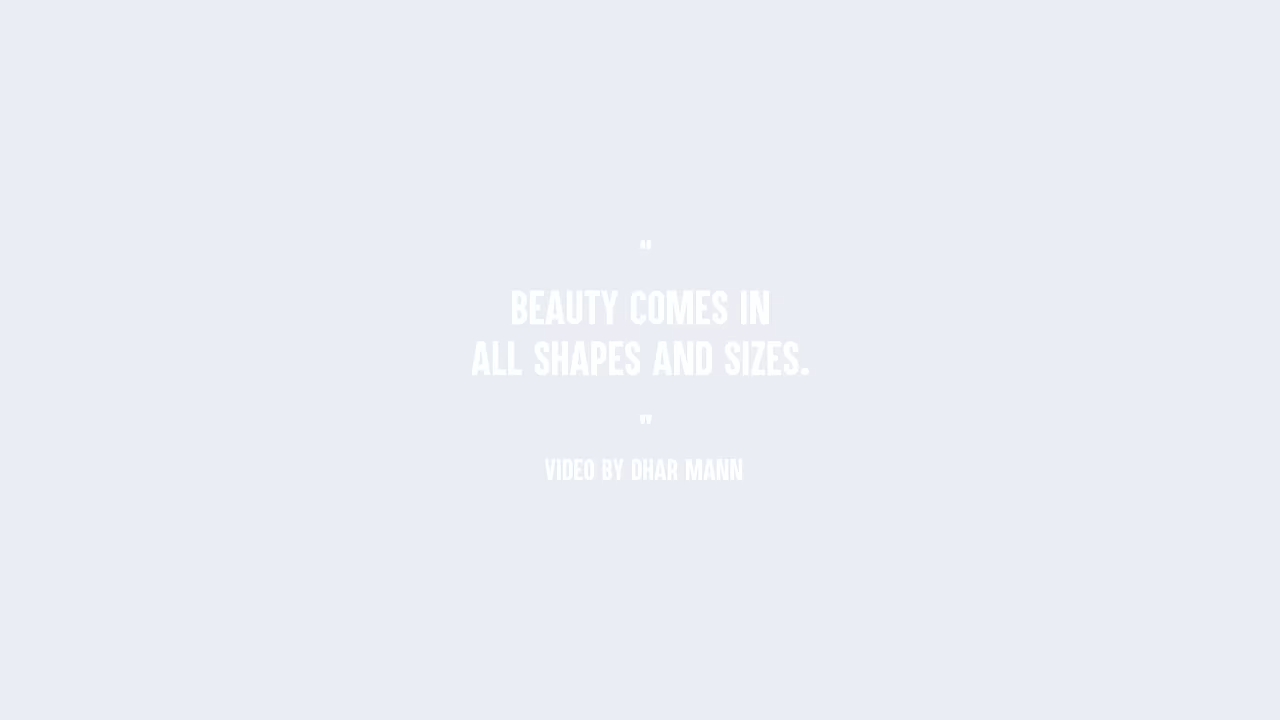 "
BEAUTY COMES IN
ALL SHAPES AND SIZES.
"
VIDEO BY DHAR MANN